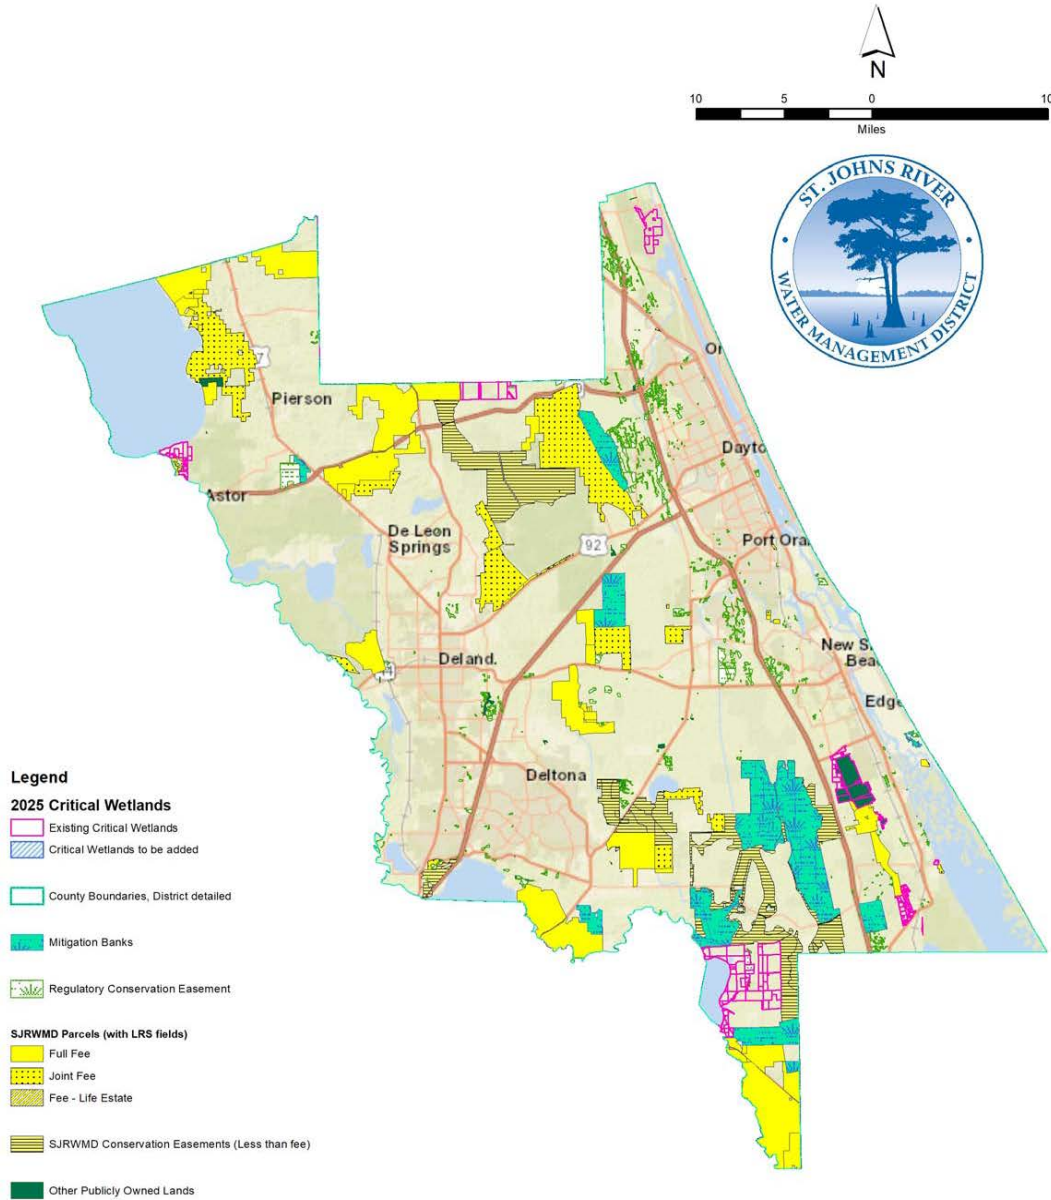 N
10 5 0 10
Miles
ST. JOHNS RIVER
WATER MANAGEMENT DISTRICT
Or
Pierson
Dayto
Astor
De Leon
Springs
92
Port Ora
New S
Bea
Deland.
Edge
Deltona
Legend
2025 Critical Wetlands
Existing Critical Wetlands
Critical Wetlands to be added
County Boundaries, District detailed
Mitigation Banks
Regulatory Conservation Easement
SJRWMD Parcels (with LRS fields)
Full Fee
Joint Fee
Fee - Life Estate
SJRWMD Conservation Easements (Less than fee)
Other Publicly Owned Lands